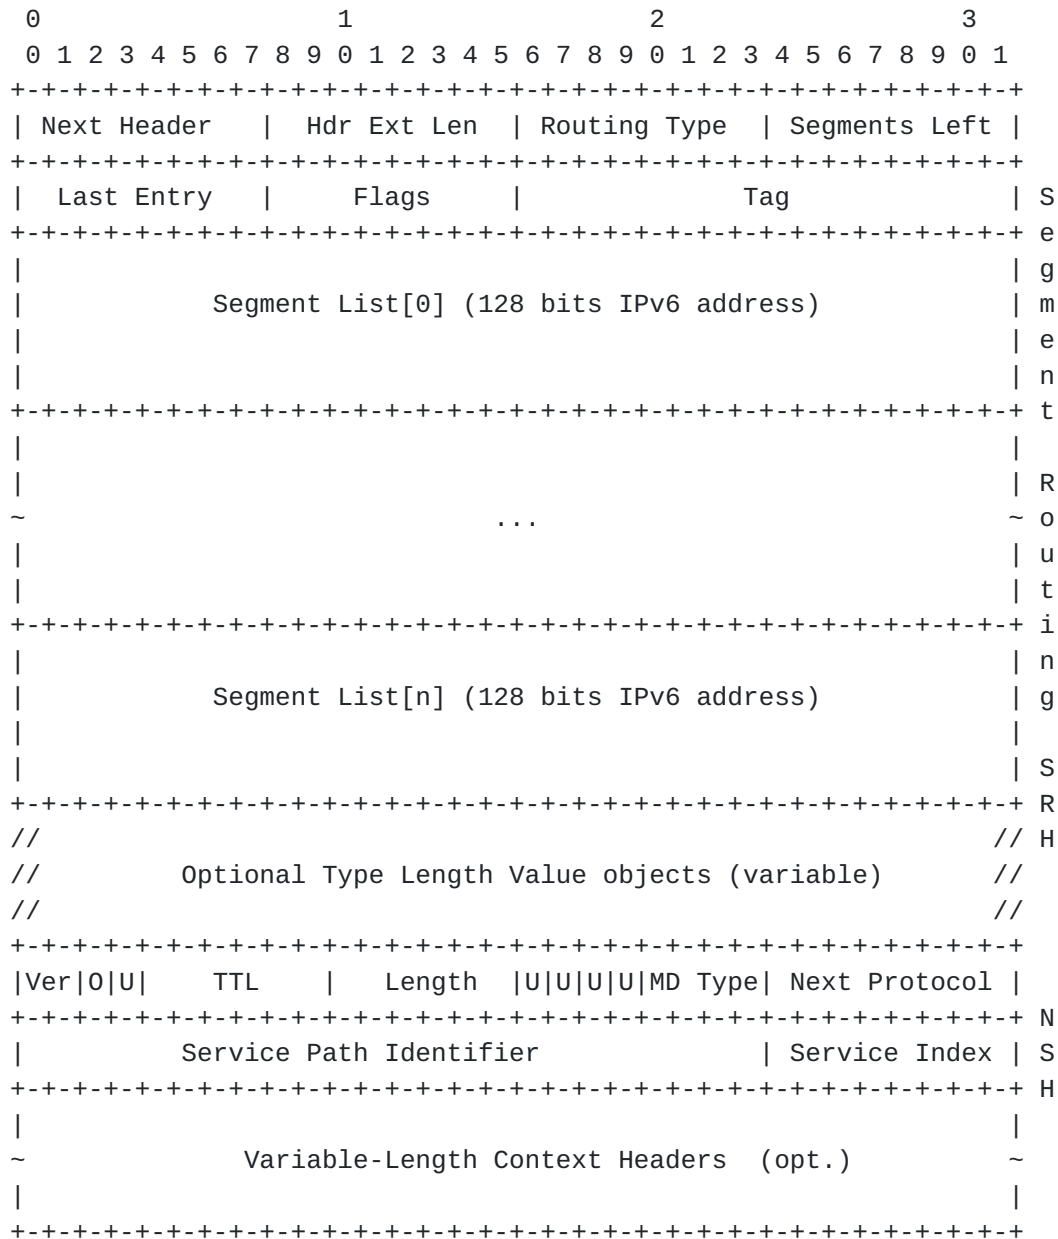 0                   1                   2                   3
 0 1 2 3 4 5 6 7 8 9 0 1 2 3 4 5 6 7 8 9 0 1 2 3 4 5 6 7 8 9 0 1
+-+-+-+-+-+-+-+-+-+-+-+-+-+-+-+-+-+-+-+-+-+-+-+-+-+-+-+-+-+-+-+-+
| Next Header   |  Hdr Ext Len  | Routing Type  | Segments Left |
+-+-+-+-+-+-+-+-+-+-+-+-+-+-+-+-+-+-+-+-+-+-+-+-+-+-+-+-+-+-+-+-+
|  Last Entry   |     Flags     |              Tag              | S
+-+-+-+-+-+-+-+-+-+-+-+-+-+-+-+-+-+-+-+-+-+-+-+-+-+-+-+-+-+-+-+-+ e
|                                                               | g
|            Segment List[0] (128 bits IPv6 address)            | m
|                                                               | e
|                                                               | n
+-+-+-+-+-+-+-+-+-+-+-+-+-+-+-+-+-+-+-+-+-+-+-+-+-+-+-+-+-+-+-+-+ t
|                                                               |
|                                                               | R
~                              ...                              ~ o
|                                                               | u
|                                                               | t
+-+-+-+-+-+-+-+-+-+-+-+-+-+-+-+-+-+-+-+-+-+-+-+-+-+-+-+-+-+-+-+-+ i
|                                                               | n
|            Segment List[n] (128 bits IPv6 address)            | g
|                                                               |
|                                                               | S
+-+-+-+-+-+-+-+-+-+-+-+-+-+-+-+-+-+-+-+-+-+-+-+-+-+-+-+-+-+-+-+-+ R
//                                                             // H
//         Optional Type Length Value objects (variable)       //
//                                                             //
+-+-+-+-+-+-+-+-+-+-+-+-+-+-+-+-+-+-+-+-+-+-+-+-+-+-+-+-+-+-+-+-+
|Ver|O|U|    TTL    |   Length  |U|U|U|U|MD Type| Next Protocol |
+-+-+-+-+-+-+-+-+-+-+-+-+-+-+-+-+-+-+-+-+-+-+-+-+-+-+-+-+-+-+-+-+ N
|          Service Path Identifier              | Service Index | S
+-+-+-+-+-+-+-+-+-+-+-+-+-+-+-+-+-+-+-+-+-+-+-+-+-+-+-+-+-+-+-+-+ H
|                                                               |
~              Variable-Length Context Headers  (opt.)          ~
|                                                               |
+-+-+-+-+-+-+-+-+-+-+-+-+-+-+-+-+-+-+-+-+-+-+-+-+-+-+-+-+-+-+-+-+